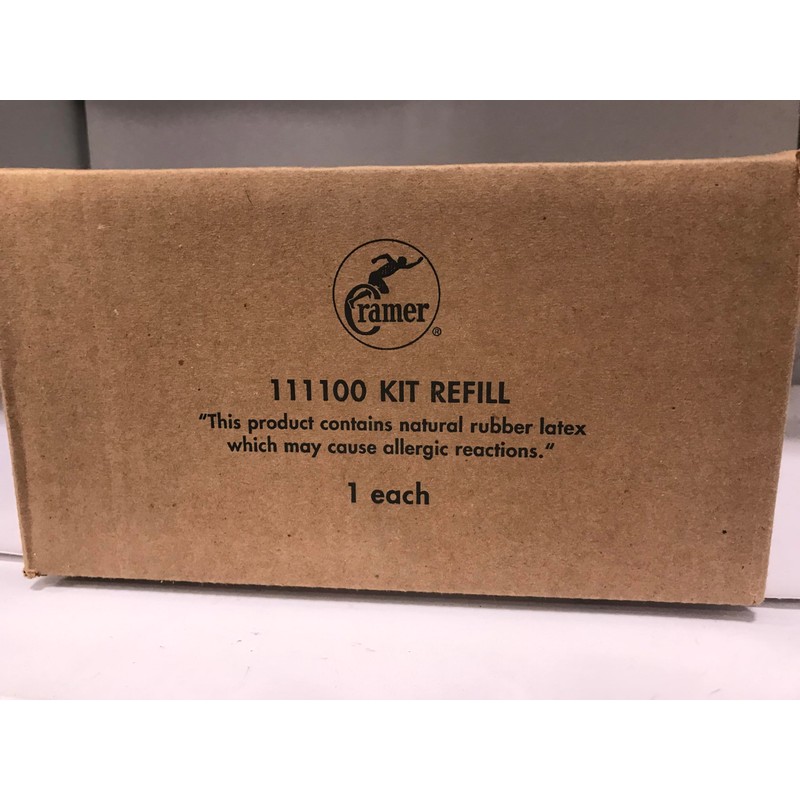 Cramer®
111100 KIT REFILL
"This product contains natural rubber latex
which may cause allergic reactions."
1 each